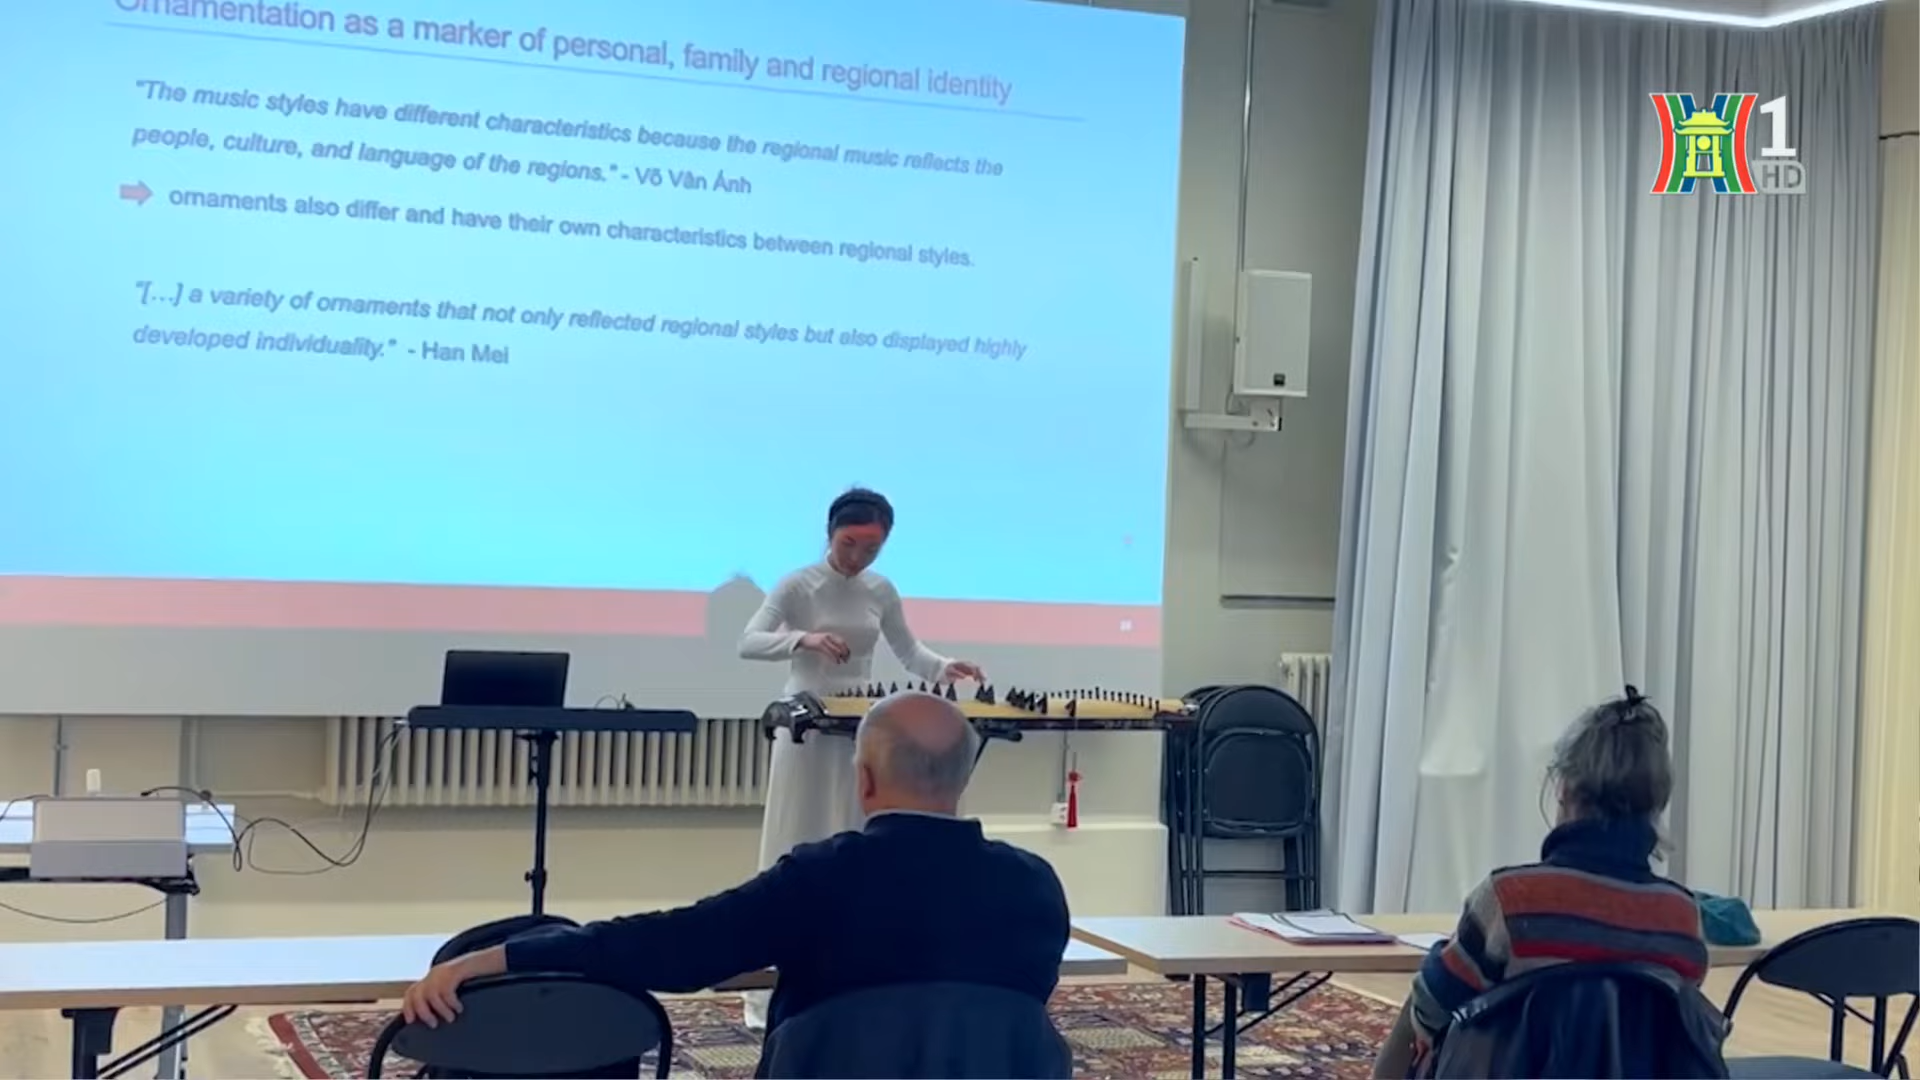 Ornamentation as a marker of personal, family and regional identity
"The music styles have different characteristics because the regional music reflects the
people, culture, and language of the regions." - Võ Vân Ánh
ornaments also differ and have their own characteristics between regional styles.
"[…] a variety of ornaments that not only reflected regional styles but also displayed highly
developed individuality." - Han Mei
H1
HD